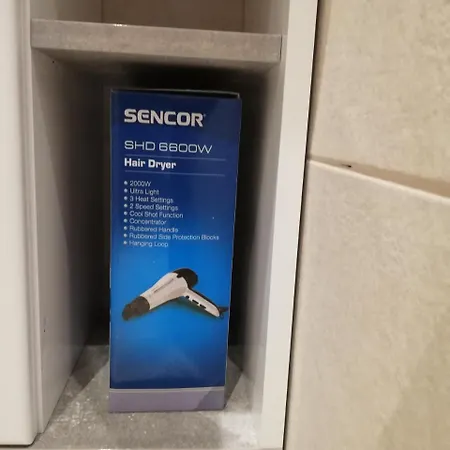 SENCOR
SHD 6600W
Hair Dryer
• 2000W
• Ultra Light
• 3 Heat Settings
• 2 Speed Settings
• Cool Shot Function
• Concentrator
• Rubbered Handle
• Rubbered Side Protection Blocks
• Hanging Loop